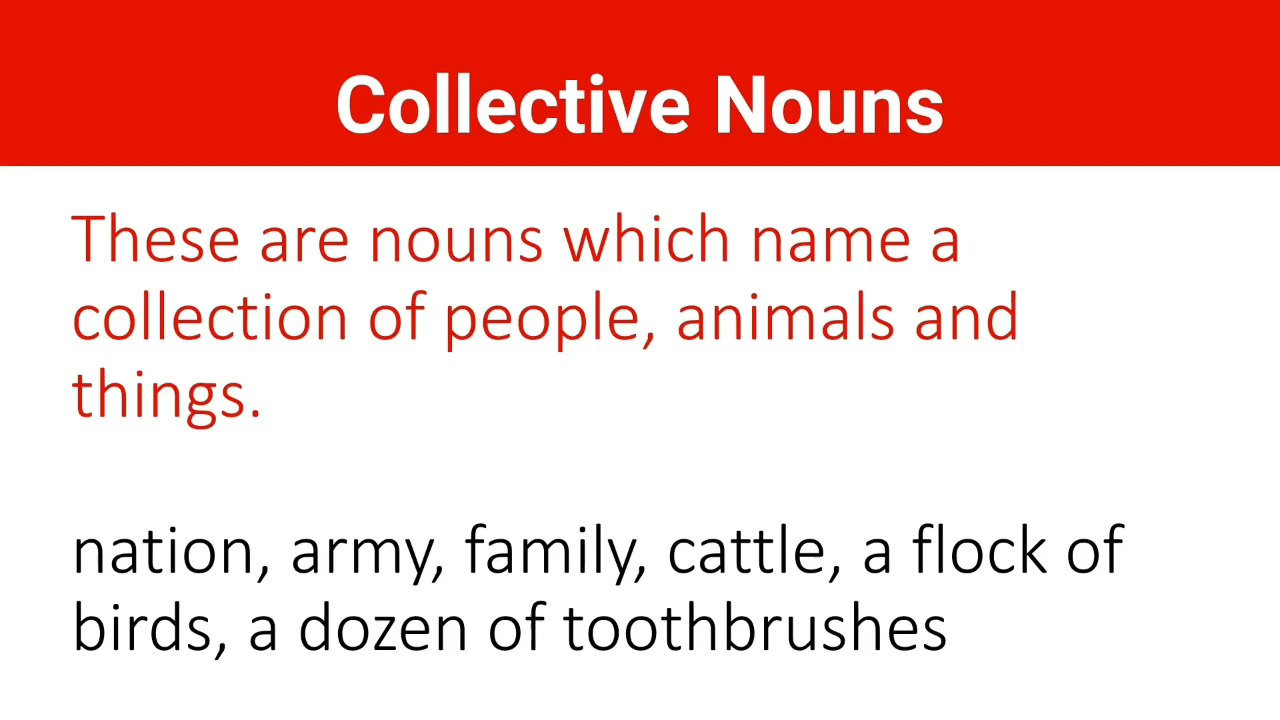 Collective Nouns
These are nouns which name a
collection of people, animals and
things.
nation, army, family, cattle, a flock of
birds, a dozen of toothbrushes